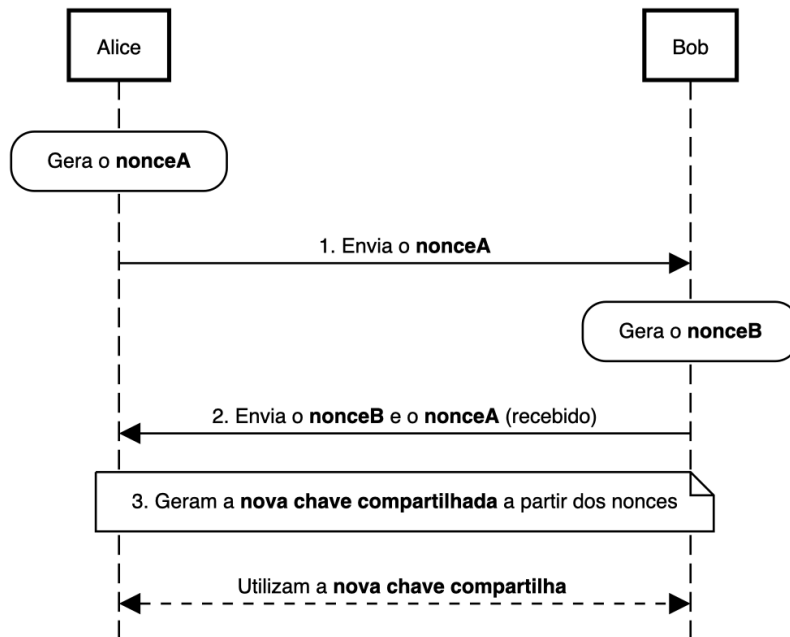 Alice
Bob
Gera o nonceA
1. Envia o nonceA
Gera o nonceB
2. Envia o nonceB e o nonceA (recebido)
3. Geram a nova chave compartilhada a partir dos nonces
Utilizam a nova chave compartilha